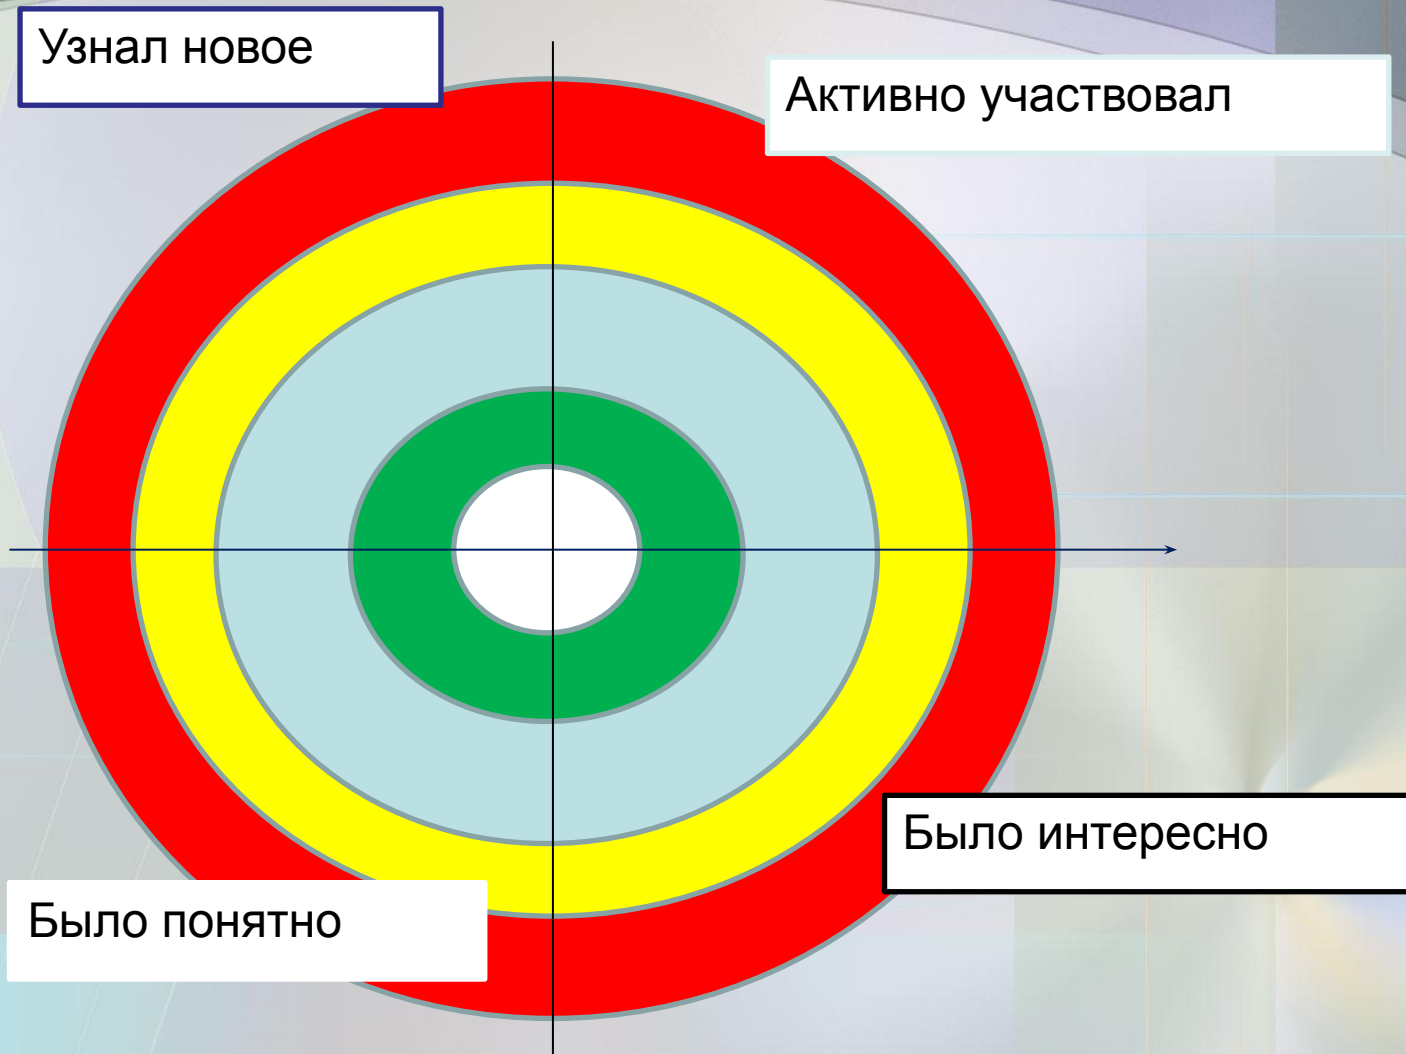 Узнал новое
Активно участвовал
Было интересно
Было понятно